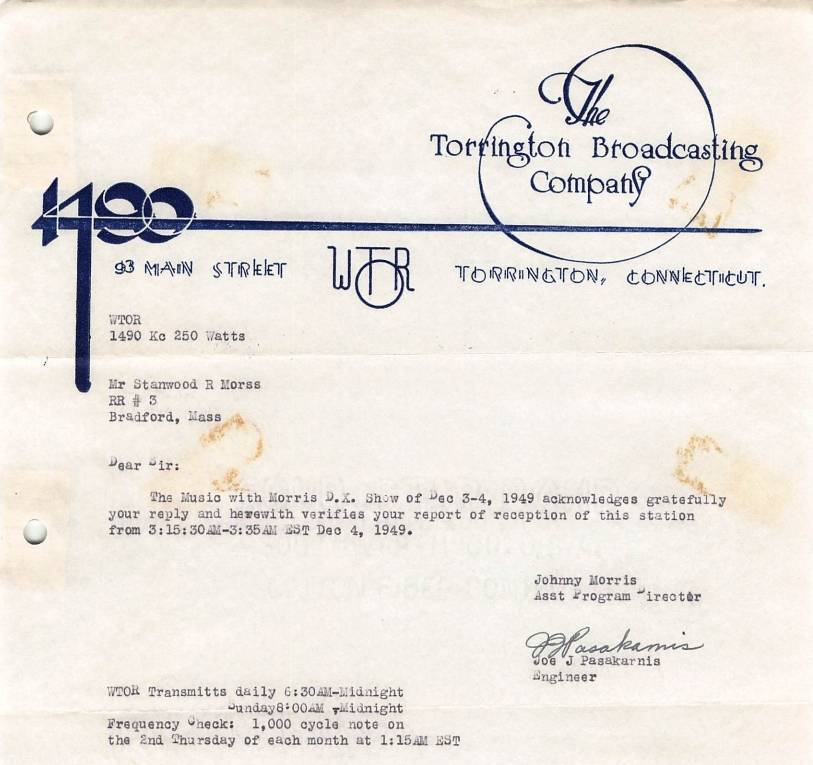 The
Torrington Broadcasting
Company
1490
93 MAIN STREET WTOR TORRINGTON, CONNECTICUT.
WTOR
1490 Kc 250 Watts
Mr Stanwood R Morss
RR # 3
Bradford, Mass
Dear Sir:
The Music with Morris D.X. Show of Dec 3-4, 1949 acknowledges gratefully
your reply and herewith verifies your report of reception of this station
from 3:15:30AM-3:35AM EST Dec 4, 1949.
Johnny Morris
Asst Program Director
JJPasakarnis
Joe J Pasakarnis
Engineer
WTOR Transmitts daily 6:30AM-Midnight
Sunday8:00AM -Midnight
Frequency Check: 1,000 cycle note on
the 2nd Thursday of each month at 1:15AM EST